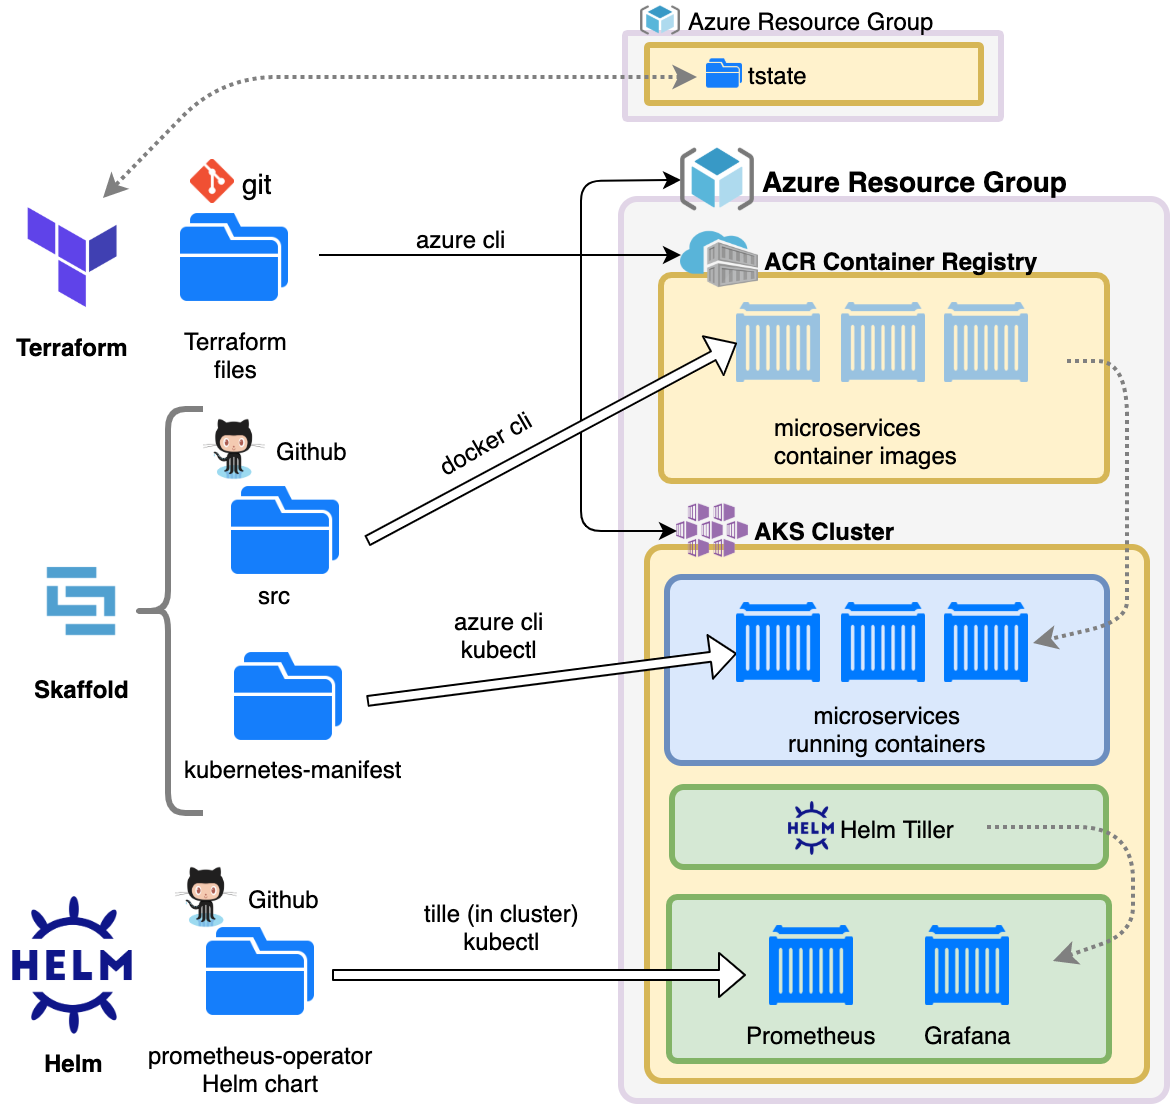 Azure Resource Group
tstate
git
Azure Resource Group
azure cli
ACR Container Registry
Terraform
Terraform
files
microservices
container images
docker cli
Github
src
AKS Cluster
azure cli
kubectl
Skaffold
kubernetes-manifest
microservices
running containers
HELM
Helm Tiller
Github
tille (in cluster)
kubectl
HELM
Helm
prometheus-operator
Helm chart
Prometheus
Grafana